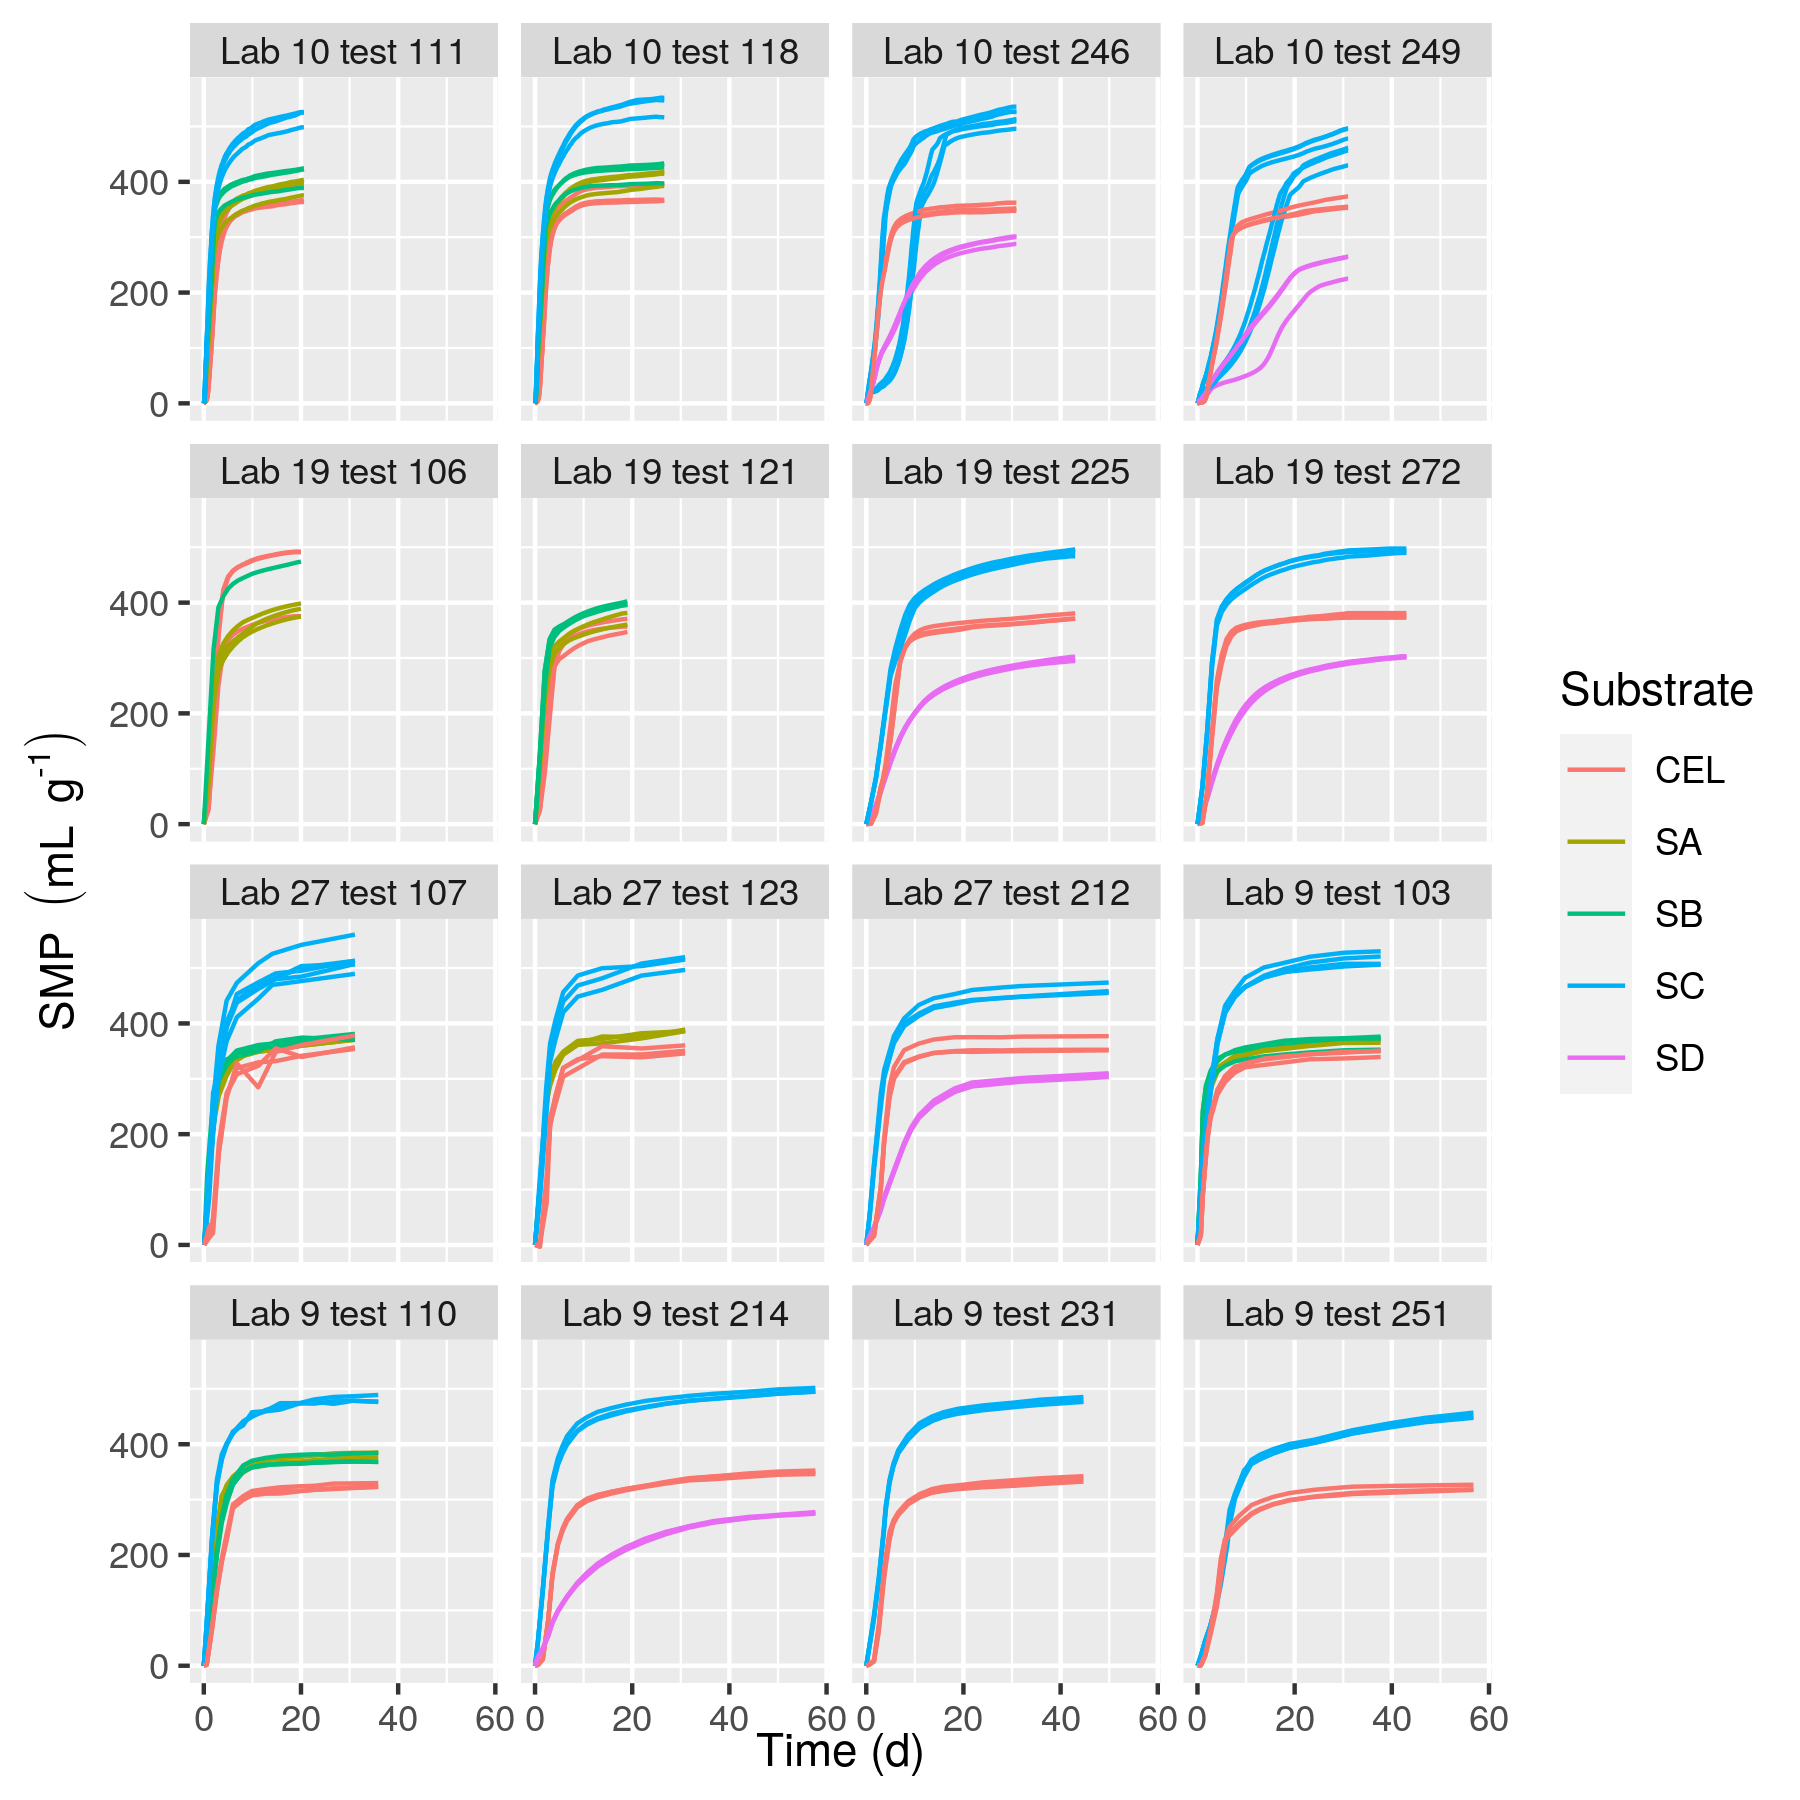 Lab 10 test 111
Lab 10 test 118
Lab 10 test 246
Lab 10 test 249
400
200
0
Lab 19 test 106
Lab 19 test 121
Lab 19 test 225
Lab 19 test 272
400
200
0
Lab 27 test 107
Lab 27 test 123
Lab 27 test 212
Lab 9 test 103
400
200
0
Lab 9 test 110
Lab 9 test 214
Lab 9 test 231
Lab 9 test 251
400
200
0
0 20 40 60
0 20 40 60
0 20 40 60
0 20 40 60
Time (d)
SMP (mL g⁻¹)
Substrate
CEL
SA
SB
SC
SD